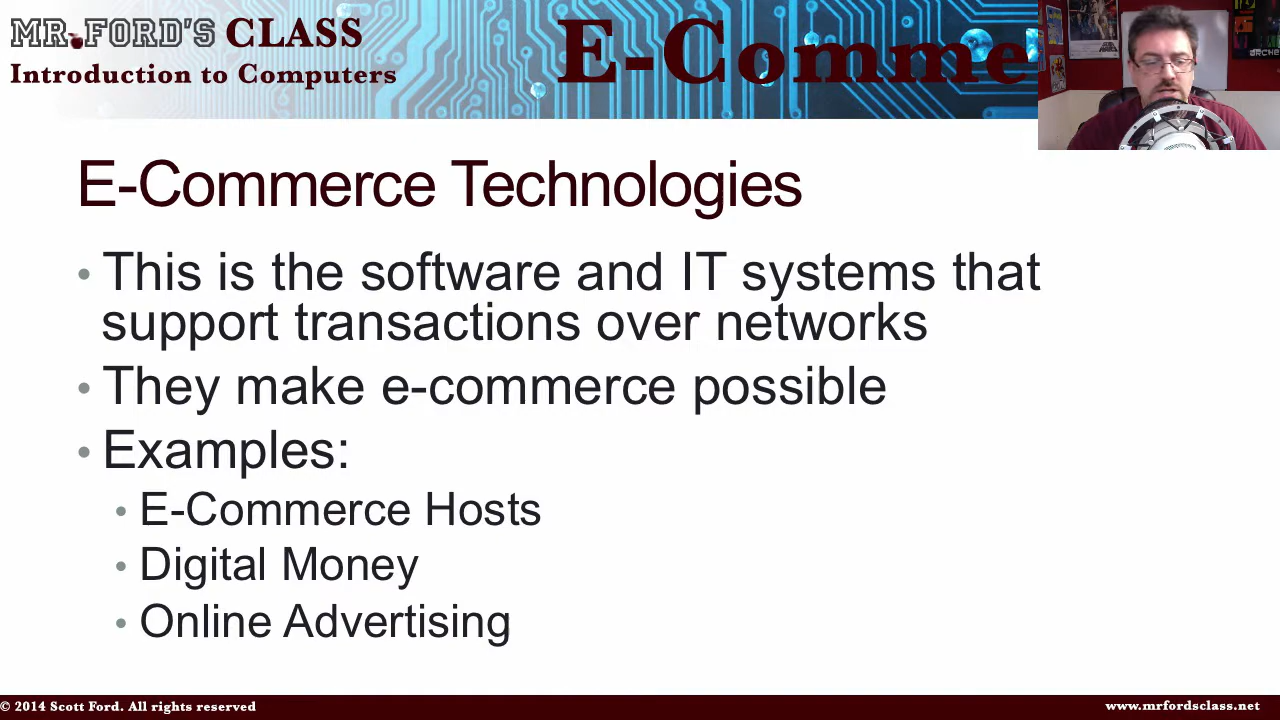 MR. FORD'S CLASS
Introduction to Computers
E-Comme
E-Commerce Technologies
• This is the software and IT systems that
support transactions over networks
• They make e-commerce possible
• Examples:
• E-Commerce Hosts
• Digital Money
• Online Advertising
© 2014 Scott Ford. All rights reserved
www.mrfordsclass.net